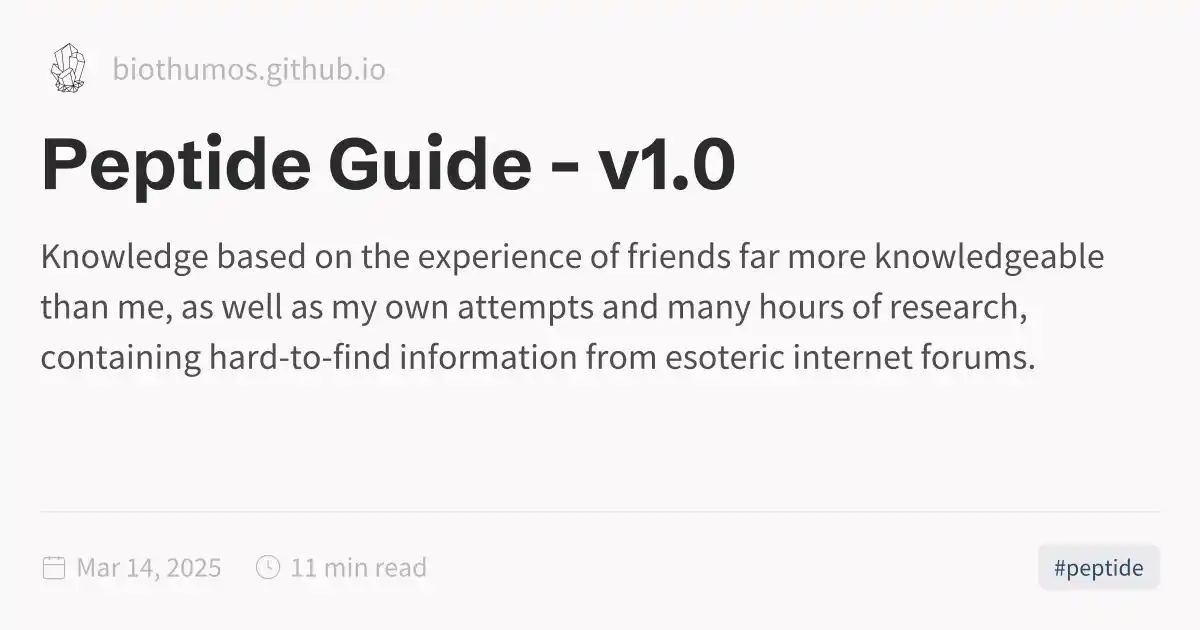 biothumos.github.io
Peptide Guide - v1.0
Knowledge based on the experience of friends far more knowledgeable
than me, as well as my own attempts and many hours of research,
containing hard-to-find information from esoteric internet forums.
Mar 14, 2025
11 min read
#peptide